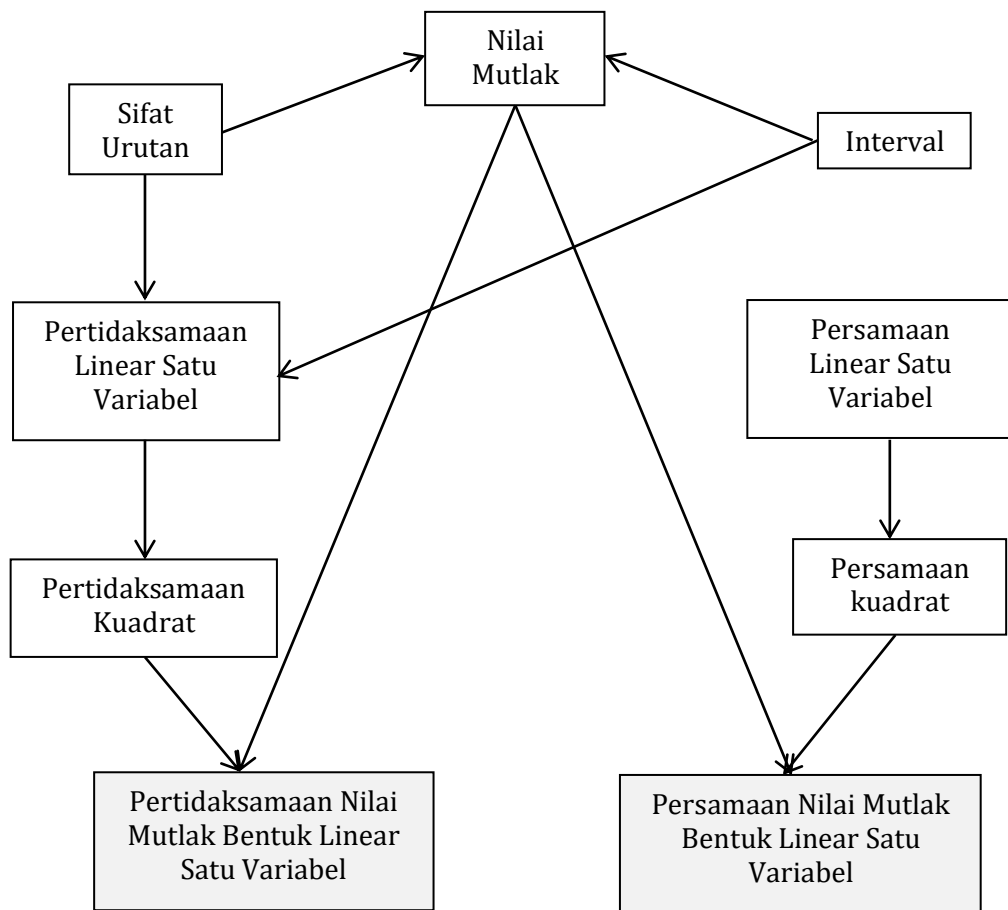 Nilai
Mutlak
Sifat
Urutan
Interval
Pertidaksamaan
Linear Satu
Variabel
Persamaan
Linear Satu
Variabel
Pertidaksamaan
Kuadrat
Persamaan
kuadrat
Pertidaksamaan Nilai
Mutlak Bentuk Linear
Satu Variabel
Persamaan Nilai Mutlak
Bentuk Linear Satu
Variabel